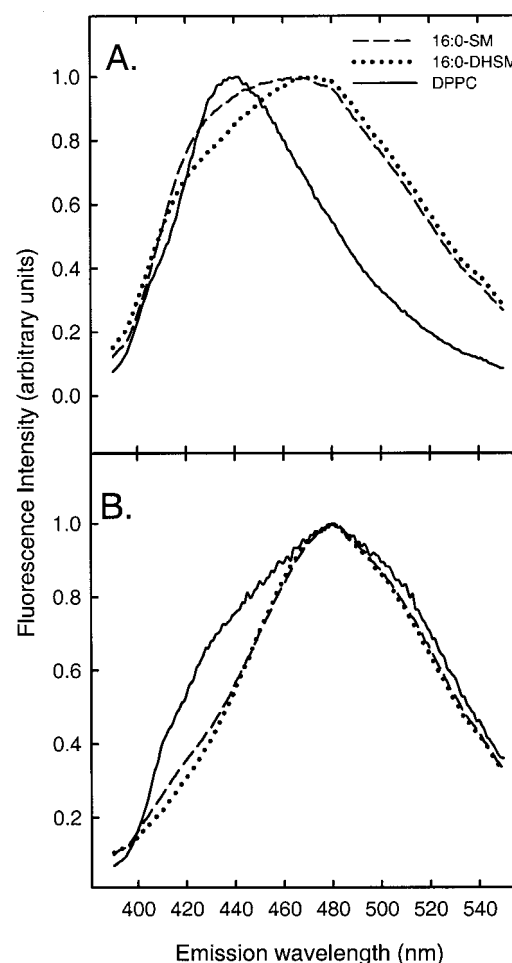 A.
16:0-SM
16:0-DHSM
DPPC
1.0
0.8
0.6
0.4
0.2
0.0
Fluorescence Intensity (arbitrary units)
B.
1.0
0.8
0.6
0.4
0.2
400 420 440 460 480 500 520 540
Emission wavelength (nm)